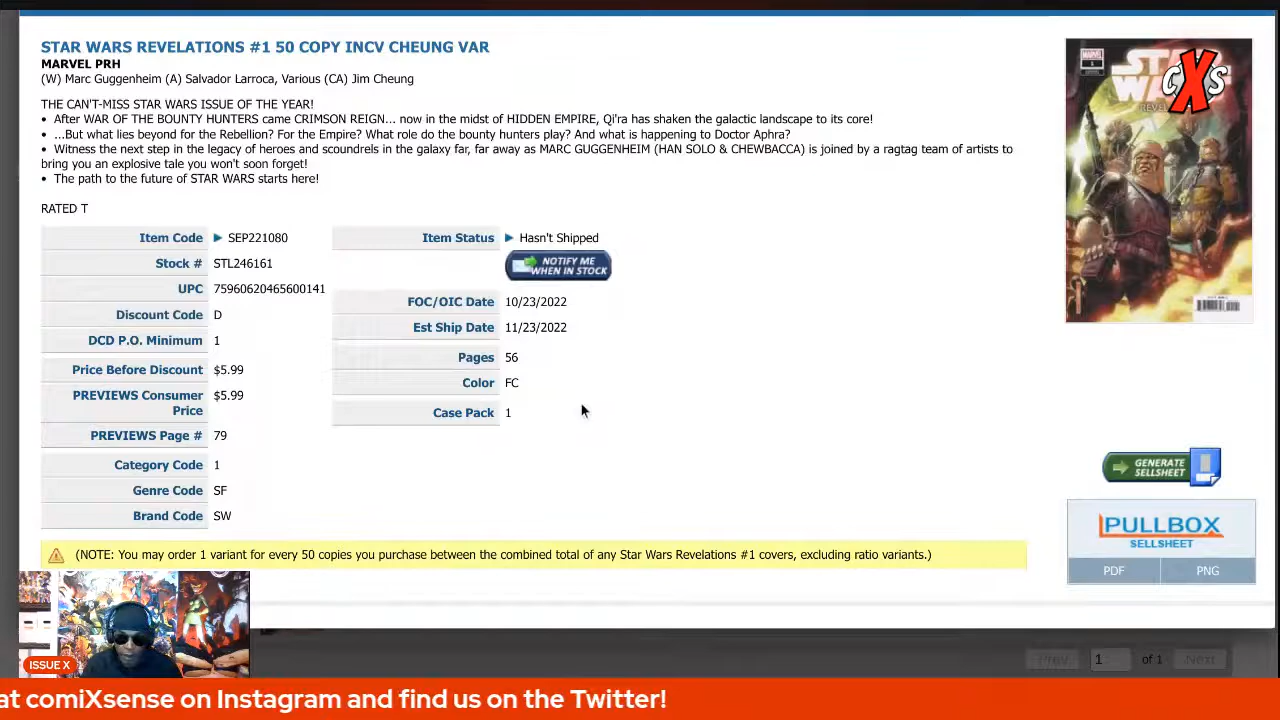 STAR WARS REVELATIONS #1 50 COPY INCV CHEUNG VAR
MARVEL PRH
(W) Marc Guggenheim (A) Salvador Larroca, Various (CA) Jim Cheung
THE CAN'T-MISS STAR WARS ISSUE OF THE YEAR!
• After WAR OF THE BOUNTY HUNTERS came CRIMSON REIGN... now in the midst of HIDDEN EMPIRE, Qi'ra has shaken the galactic landscape to its core!
• ...But what lies beyond for the Rebellion? For the Empire? What role do the bounty hunters play? And what is happening to Doctor Aphra?
• Witness the next step in the legacy of heroes and scoundrels in the galaxy far, far away as MARC GUGGENHEIM (HAN SOLO & CHEWBACCA) is joined by a ragtag team of artists to
bring you an explosive tale you won't soon forget!
• The path to the future of STAR WARS starts here!
RATED T
Item Code SEP221080
Stock # STL246161
UPC 75960620465600141
Discount Code D
DCD P.O. Minimum 1
Price Before Discount $5.99
PREVIEWS Consumer
Price $5.99
PREVIEWS Page # 79
Category Code 1
Genre Code SF
Brand Code SW
Item Status Hasn't Shipped
NOTIFY ME
WHEN IN STOCK
FOC/OIC Date 10/23/2022
Est Ship Date 11/23/2022
Pages 56
Color FC
Case Pack 1
MARVEL
STAR
WARS
CXS
GENERATE
SELLSHEET
PULLBOX
SELLSHEET
PDF PNG
(NOTE: You may order 1 variant for every 50 copies you purchase between the combined total of any Star Wars Revelations #1 covers, excluding ratio variants.)
Prev 1 of 1 Next
ISSUE X
at comiXsense on Instagram and find us on the Twitter!